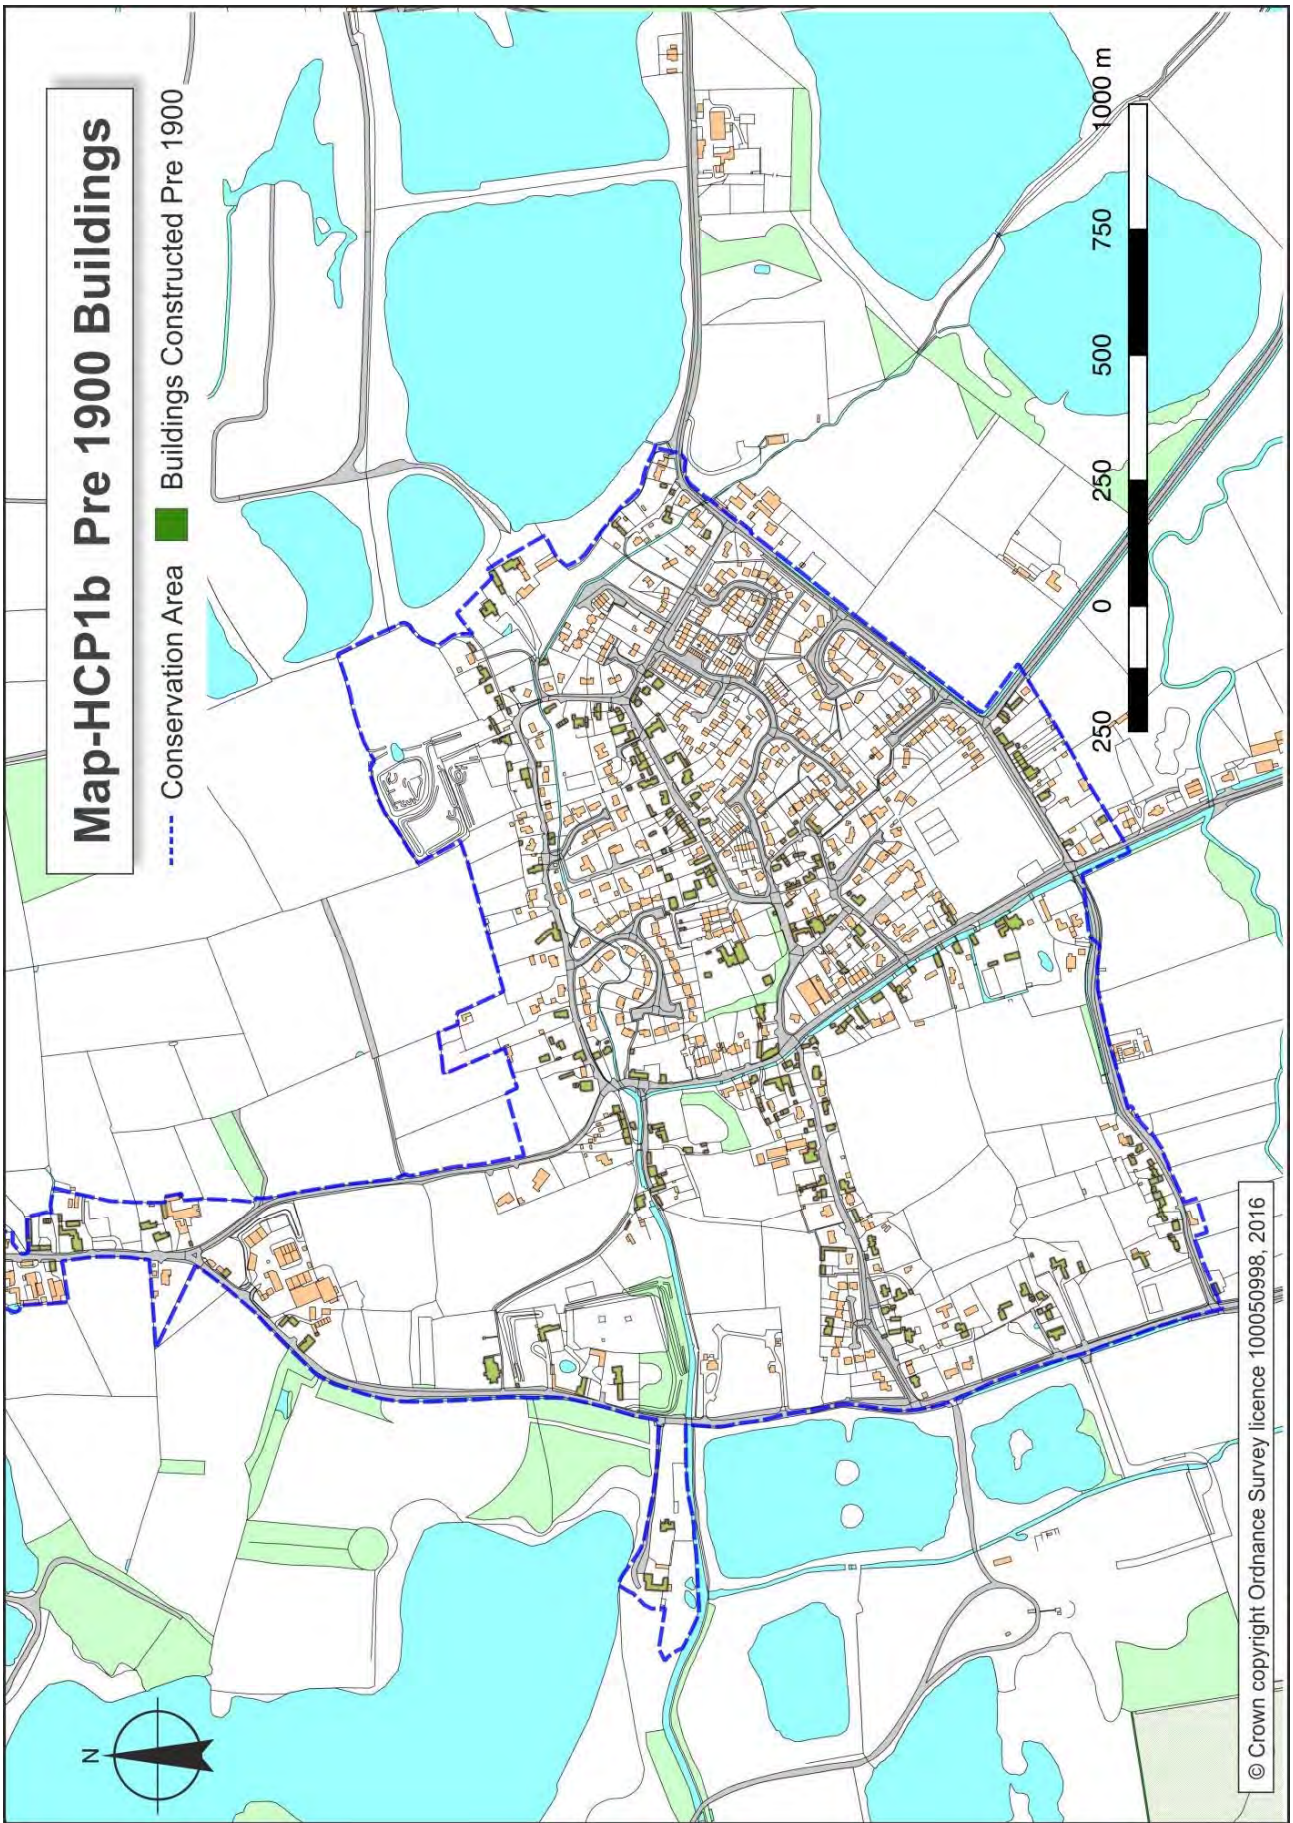 Map-HCP1b Pre 1900 Buildings
Conservation Area
Buildings Constructed Pre 1900
N
250 0 250 500 750 1000 m
© Crown copyright Ordnance Survey licence 100050998, 2016